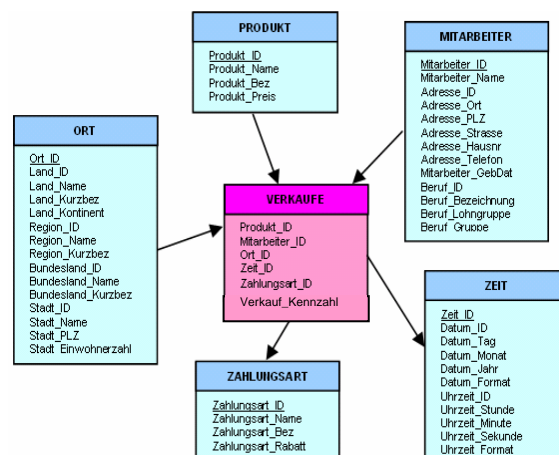 PRODUKT
Produkt_ID
Produkt_Name
Produkt_Bez
Produkt_Preis
MITARBEITER
Mitarbeiter_ID
Mitarbeiter_Name
Adresse_ID
Adresse_Ort
Adresse_PLZ
Adresse_Strasse
Adresse_Hausnr
Adresse_Telefon
Mitarbeiter_GebDat
Beruf_ID
Beruf_Bezeichnung
Beruf_Lohngruppe
Beruf_Gruppe
ORT
Ort_ID
Land_ID
Land_Name
Land_Kurzbez
Land_Kontinent
Region_ID
Region_Name
Region_Kurzbez
Bundesland_ID
Bundesland_Name
Bundesland_Kurzbez
Stadt_ID
Stadt_Name
Stadt_PLZ
Stadt_Einwohnerzahl
VERKAUFE
Produkt_ID
Mitarbeiter_ID
Ort_ID
Zeit_ID
Zahlungsart_ID
Verkauf_Kennzahl
ZEIT
Zeit_ID
Datum_ID
Datum_Tag
Datum_Monat
Datum_Jahr
Datum_Format
Uhrzeit_ID
Uhrzeit_Stunde
Uhrzeit_Minute
Uhrzeit_Sekunde
Uhrzeit_Format
ZAHLUNGSART
Zahlungsart_ID
Zahlungsart_Name
Zahlungsart_Bez
Zahlungsart_Rabatt